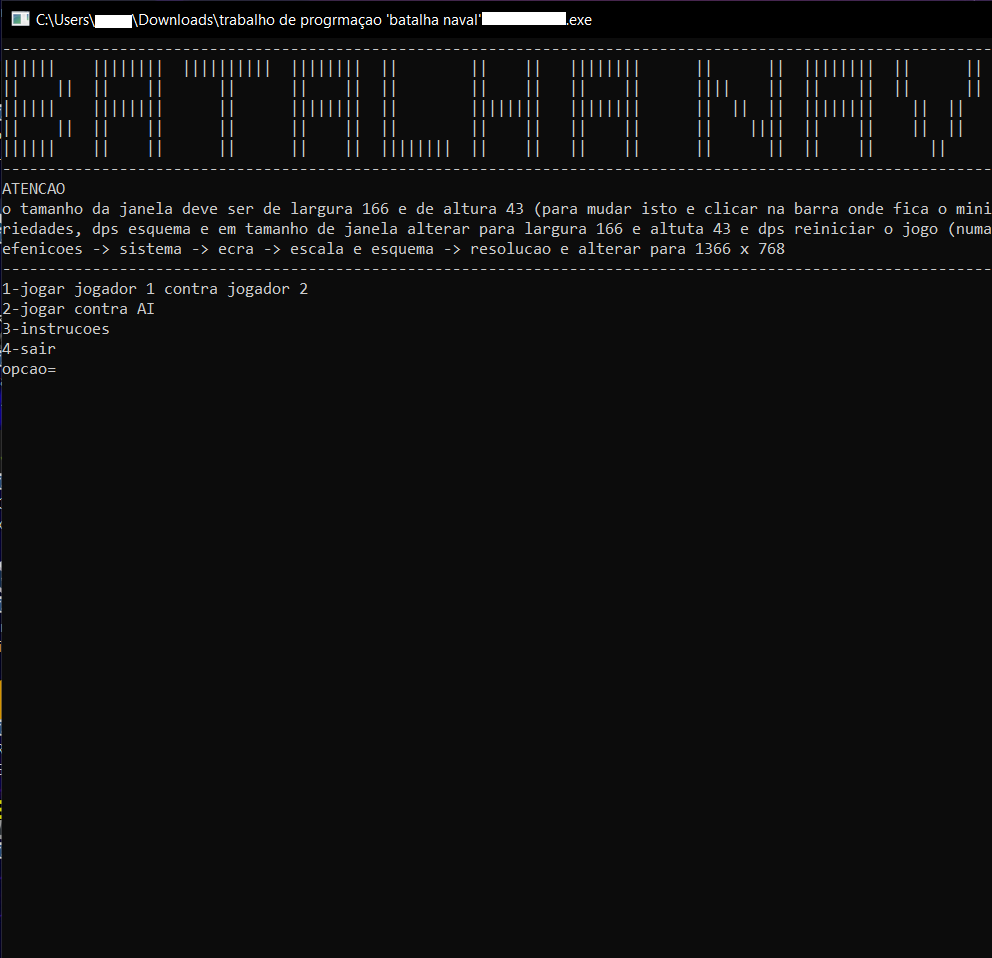 C:\Users\ \Downloads\trabalho de progrmaçao 'batalha naval' .exe
BATALHA NAV
ATENCAO
o tamanho da janela deve ser de largura 166 e de altura 43 (para mudar isto e clicar na barra onde fica o mini
riedades, dps esquema e em tamanho de janela alterar para largura 166 e altuta 43 e dps reiniciar o jogo (numa
efenicoes -> sistema -> ecra -> escala e esquema -> resolucao e alterar para 1366 x 768
1-jogar jogador 1 contra jogador 2
2-jogar contra AI
3-instrucoes
4-sair
opcao=